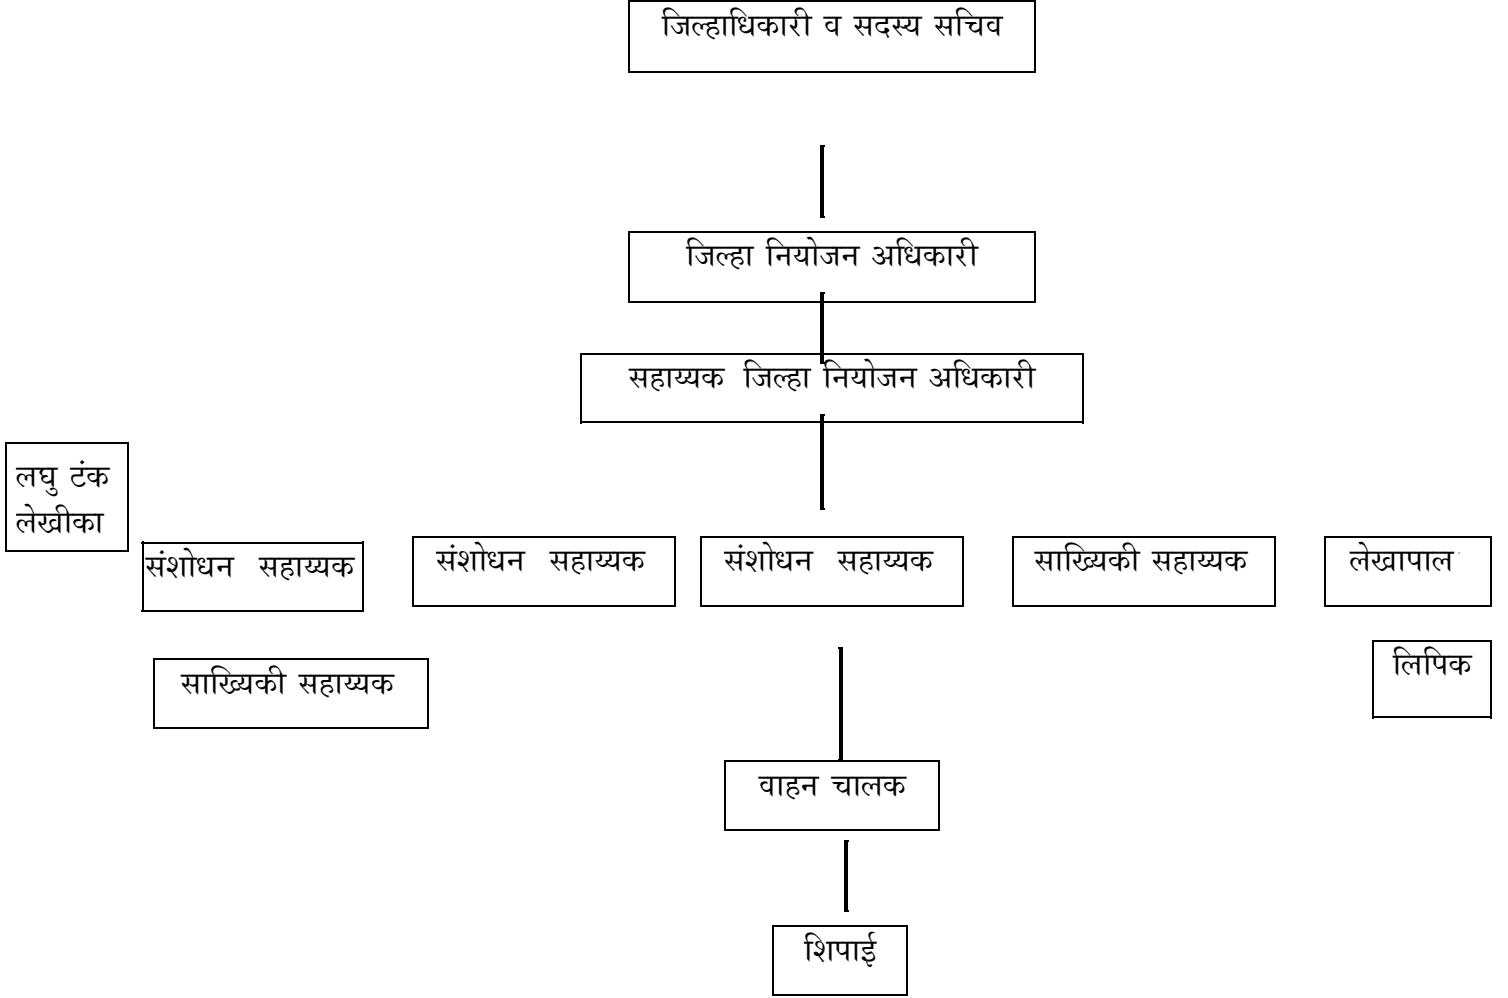 जिल्हाधिकारी व सदस्य सचिव
जिल्हा नियोजन अधिकारी
सहाय्यक जिल्हा नियोजन अधिकारी
लघु टंक
लेखीका
संशोधन सहाय्यक
संशोधन सहाय्यक
संशोधन सहाय्यक
साख्यिकी सहाय्यक
लेखापाल
साख्यिकी सहाय्यक
लिपिक
वाहन चालक
शिपाई